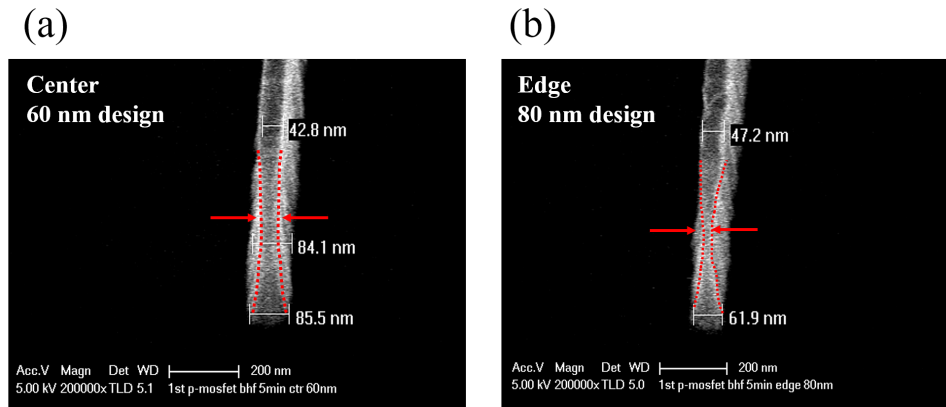 (a)
Center
60 nm design
42.8 nm
84.1 nm
85.5 nm
Acc.V Magn Det WD
5.00 kV 200000x TLD 5.1 200 nm
1st p-mosfet bhf 5min ctr 60nm
(b)
Edge
80 nm design
47.2 nm
61.9 nm
Acc.V Magn Det WD
5.00 kV 200000x TLD 5.0 200 nm
1st p-mosfet bhf 5min edge 80nm